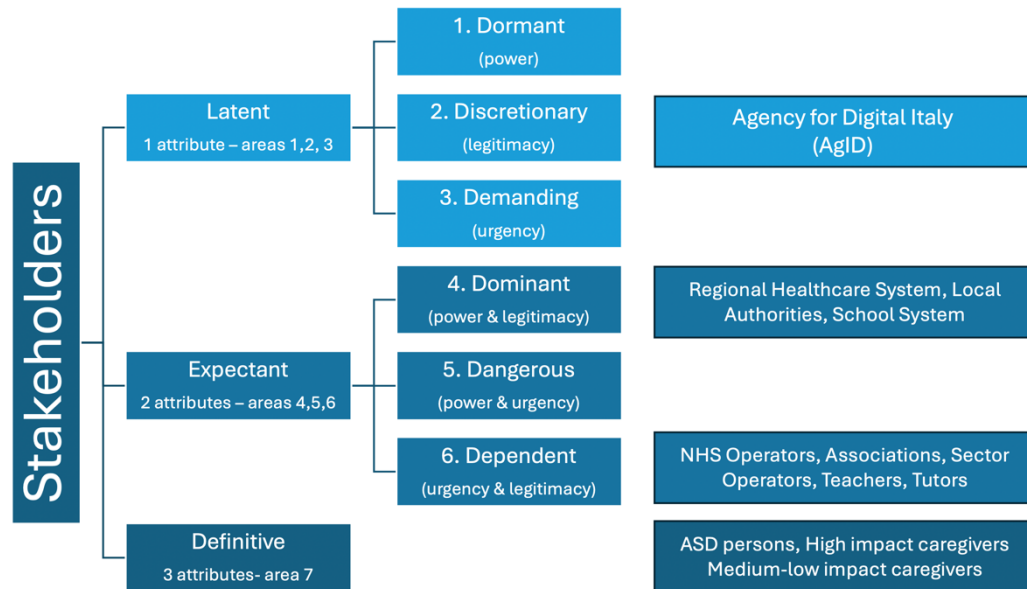 Stakeholders
Latent
1 attribute – areas 1,2, 3
1. Dormant
(power)
2. Discretionary
(legitimacy)
Agency for Digital Italy
(AgID)
3. Demanding
(urgency)
Expectant
2 attributes – areas 4,5,6
4. Dominant
(power & legitimacy)
Regional Healthcare System, Local
Authorities, School System
5. Dangerous
(power & urgency)
6. Dependent
(urgency & legitimacy)
NHS Operators, Associations, Sector
Operators, Teachers, Tutors
Definitive
3 attributes- area 7
ASD persons, High impact caregivers
Medium-low impact caregivers